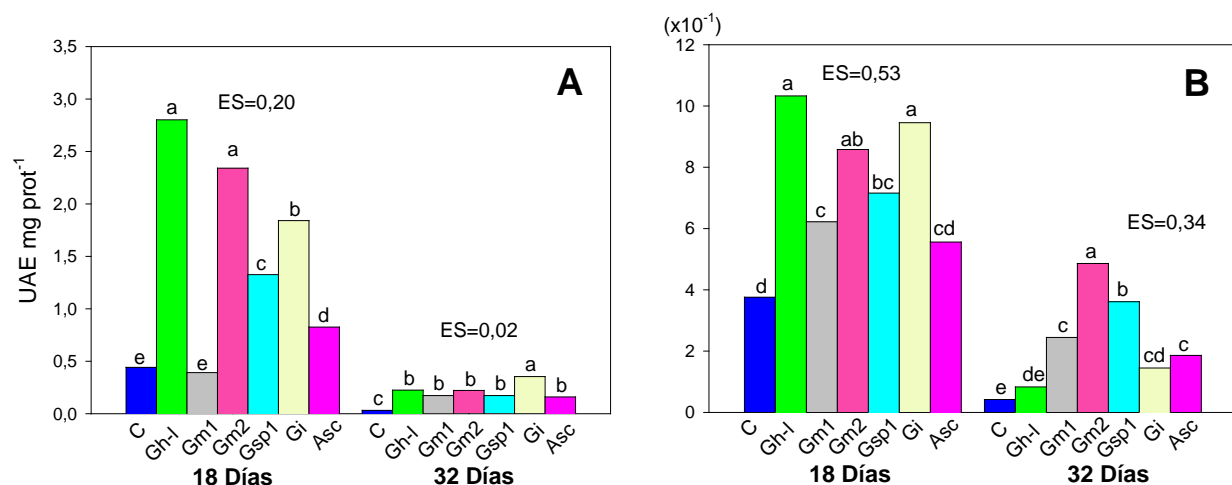 A
3,5
3,0
2,5
2,0
1,5
1,0
0,5
0,0
UAE mg prot-1
ES=0,20
e
a
e
a
c
b
d
ES=0,02
c
b
b
b
b
a
b
C
Gh-I
Gm1
Gm2
Gsp1
Gi
Asc
C
Gh-I
Gm1
Gm2
Gsp1
Gi
Asc
18 Días
32 Días
(x10-1)
B
12
10
8
6
4
2
0
ES=0,53
d
a
c
ab
bc
a
cd
ES=0,34
e
de
c
a
b
cd
c
C
Gh-I
Gm1
Gm2
Gsp1
Gi
Asc
C
Gh-I
Gm1
Gm2
Gsp1
Gi
Asc
18 Días
32 Días